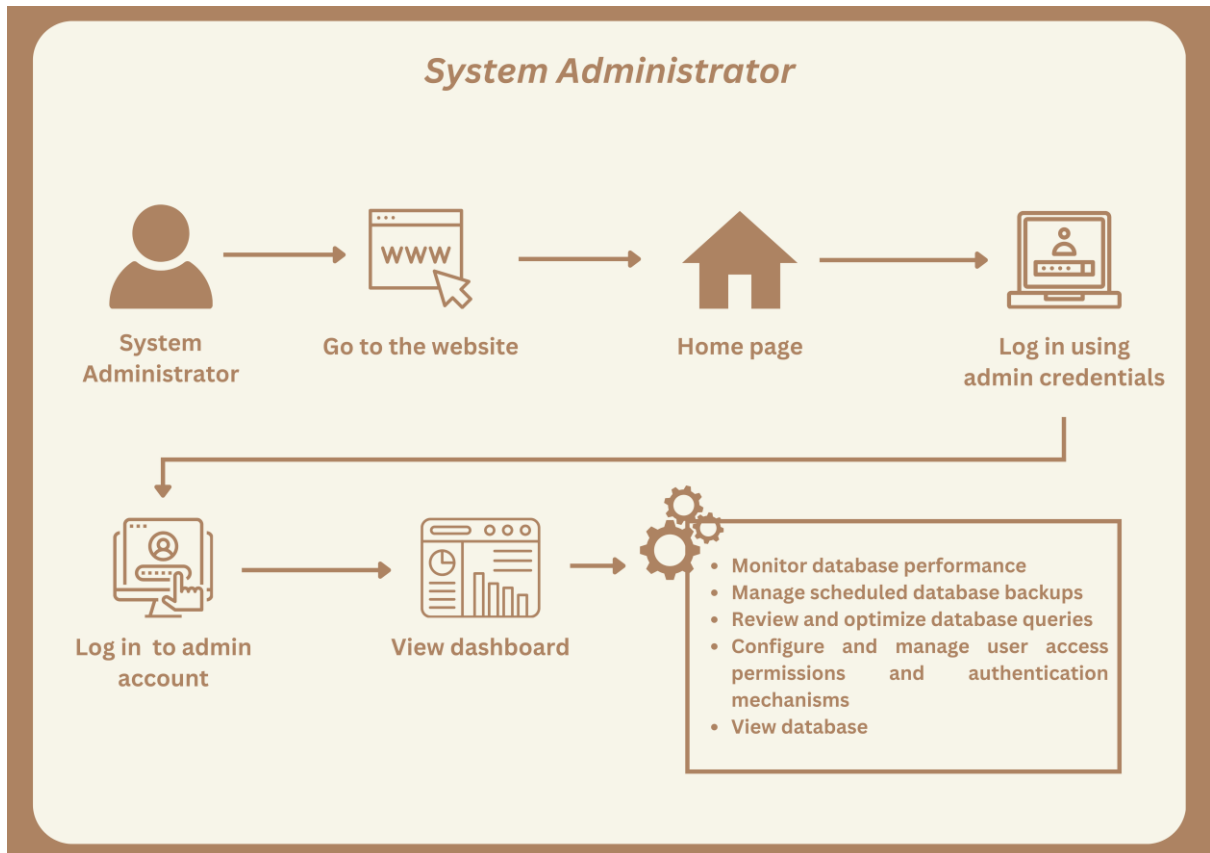 System Administrator
WWW
System
Administrator
Go to the website
Home page
Log in using
admin credentials
Log in  to admin
account
View dashboard
• Monitor database performance
• Manage scheduled database backups
• Review and optimize database queries
• Configure and manage user access
permissions and authentication
mechanisms
• View database